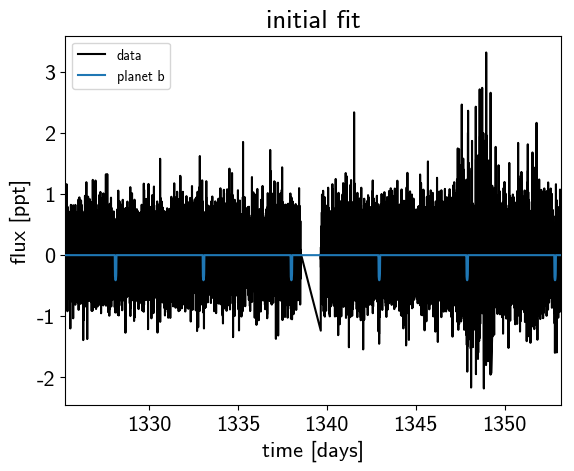 initial fit
data
planet b
3
2
1
0
-1
-2
flux [ppt]
1330 1335 1340 1345 1350
time [days]